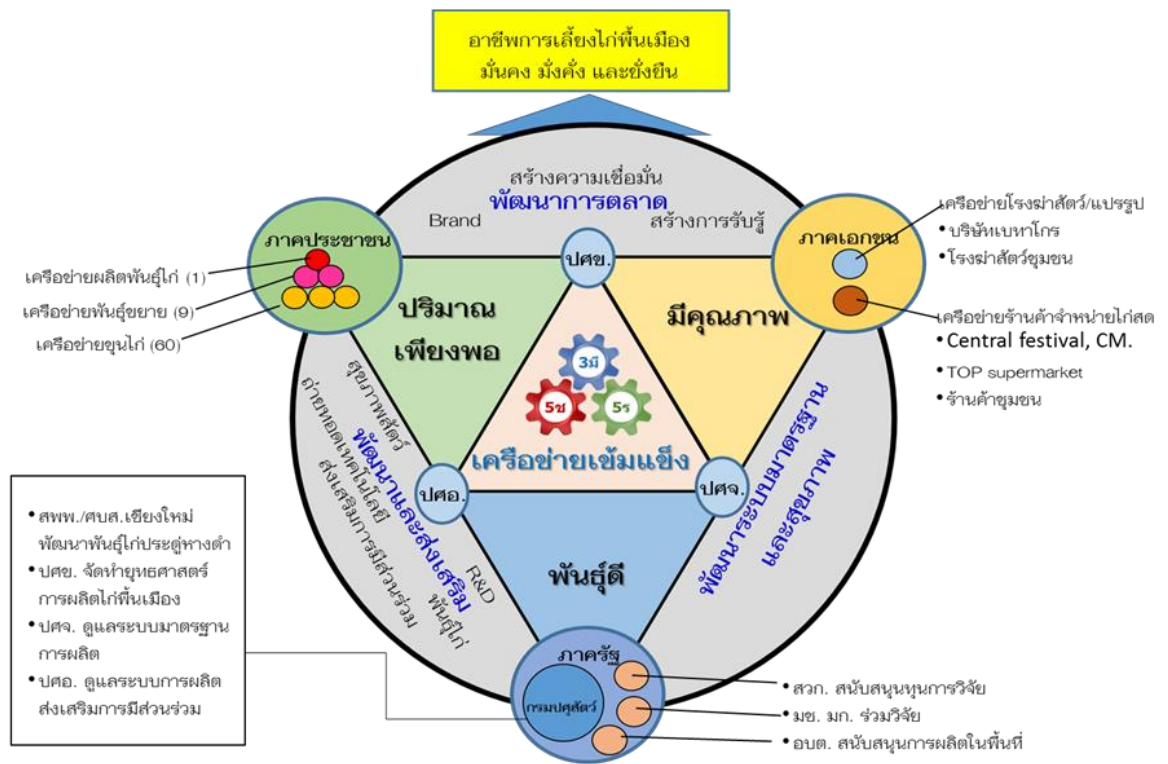 อาชีพการเลี้ยงไก่พื้นเมือง
มั่นคง มั่งคั่ง และยั่งยืน
สร้างความเชื่อมั่น
พัฒนาการตลาด
Brand
สร้างการรับรู้
ภาคประชาชน
เครือข่ายผลิตพันธุ์ไก่ (1)
เครือข่ายพันธุ์ขยาย (9)
เครือข่ายขุนไก่ (60)
ปศข.
ภาคเอกชน
เครือข่ายโรงฆ่าสัตว์/แปรรูป
• บริษัทเบทาโกร
• โรงฆ่าสัตว์ชุมชน
เครือข่ายร้านค้าจำหน่ายไก่สด
• Central festival, CM.
• TOP supermarket
• ร้านค้าชุมชน
ปริมาณ
เพียงพอ
มีคุณภาพ
3มี
5ช
5ร
เครือข่ายเข้มแข็ง
ปศอ.
ปศจ.
พันธุ์ดี
สุขภาพสัตว์
พัฒนาและส่งเสริม
ถ่ายทอดเทคโนโลยี
ส่งเสริมการมีส่วนร่วม
R&D
พันธุ์ไก่
พัฒนาระบบมาตรฐาน
และสุขภาพ
• สพพ./ศบส.เชียงใหม่
พัฒนาพันธุ์ไก่ประดู่หางดำ
• ปศข. จัดทำยุทธศาสตร์
การผลิตไก่พื้นเมือง
• ปศจ. ดูแลระบบมาตรฐาน
การผลิต
• ปศอ. ดูแลระบบการผลิต
ส่งเสริมการมีส่วนร่วม
ภาครัฐ
กรมปศุสัตว์
• สวก. สนับสนุนทุนการวิจัย
• มช. มก. ร่วมวิจัย
• อบต. สนับสนุนการผลิตในพื้นที่